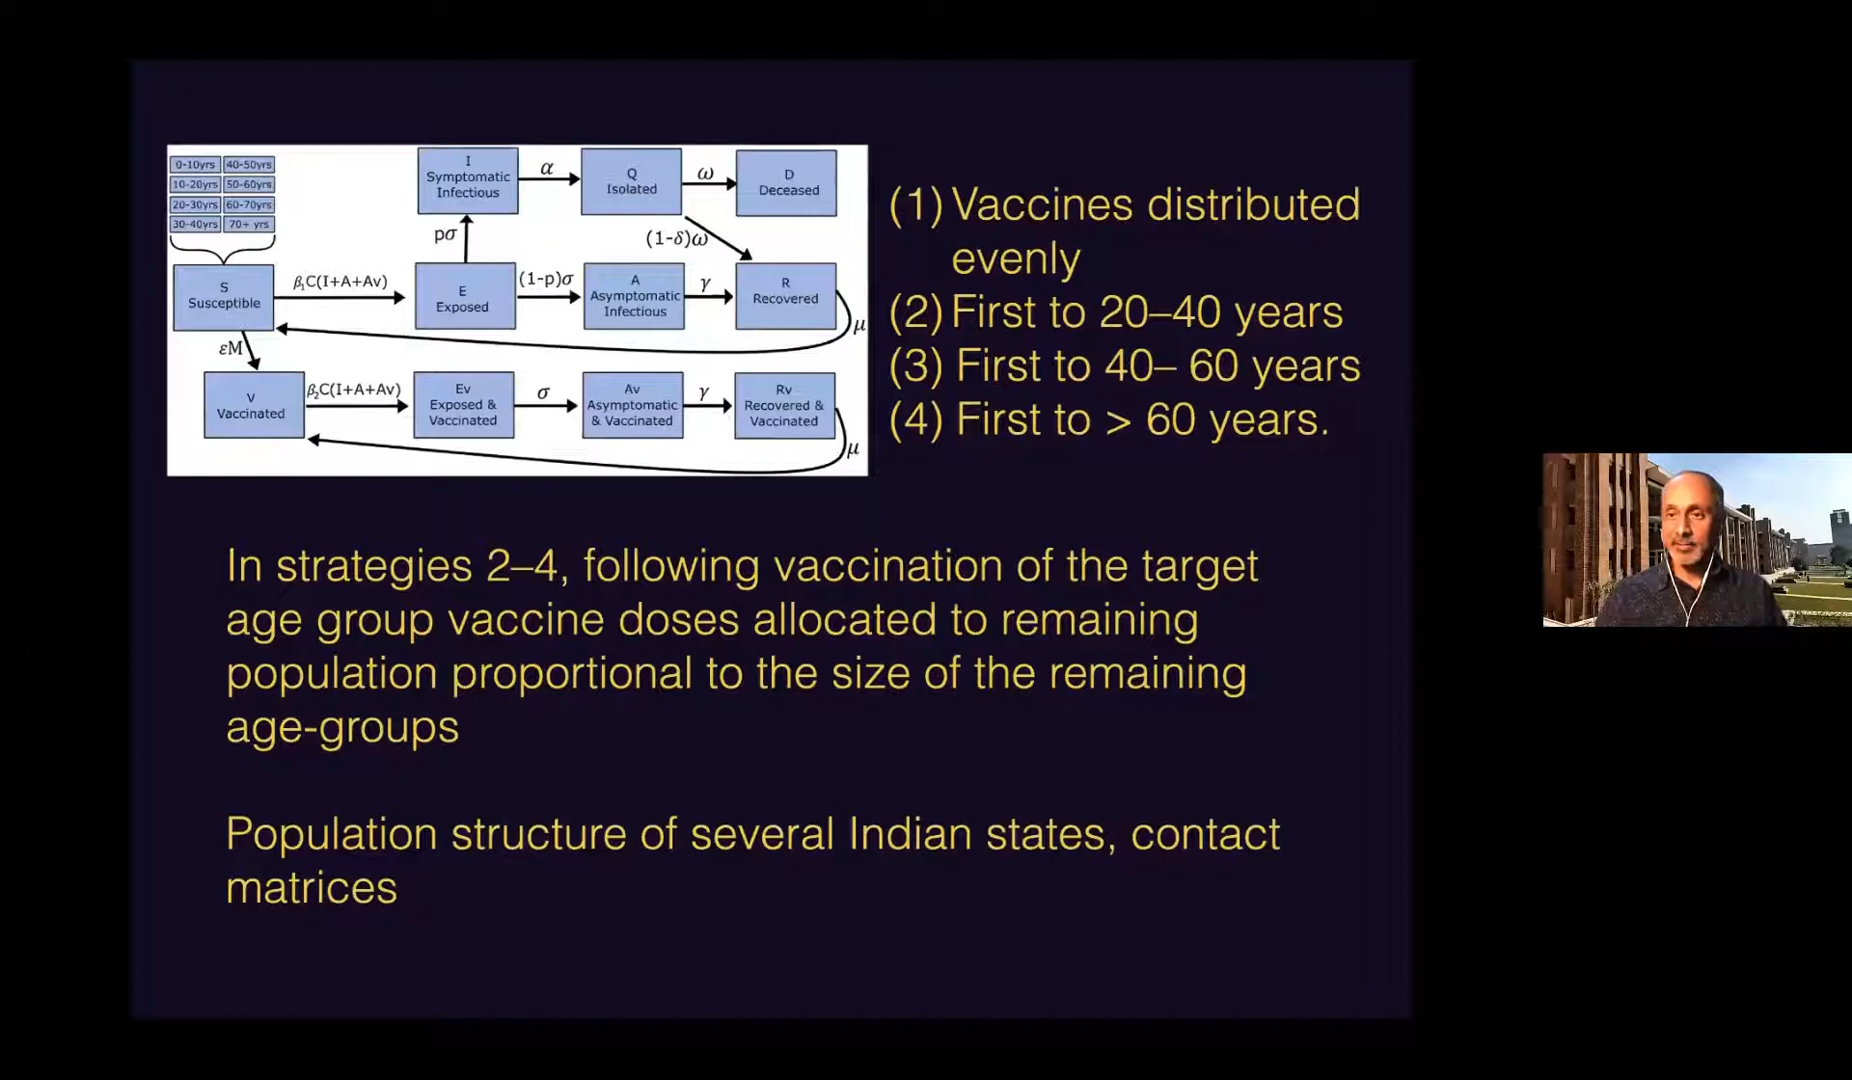 0-10yrs 40-50yrs
10-20yrs 50-60yrs
20-30yrs 60-70yrs
30-40yrs 70+ yrs
I
Symptomatic
Infectious
α
Q
Isolated
ω
D
Deceased
pσ
(1-δ)ω
S
Susceptible
β₁C(I+A+Av)
E
Exposed
(1-p)σ
A
Asymptomatic
Infectious
γ
R
Recovered
μ
εM
V
Vaccinated
β₂C(I+A+Av)
Ev
Exposed &
Vaccinated
σ
Av
Asymptomatic
& Vaccinated
γ
Rv
Recovered &
Vaccinated
μ
(1) Vaccines distributed
evenly
(2) First to 20–40 years
(3) First to 40– 60 years
(4) First to > 60 years.
In strategies 2–4, following vaccination of the target
age group vaccine doses allocated to remaining
population proportional to the size of the remaining
age-groups
Population structure of several Indian states, contact
matrices